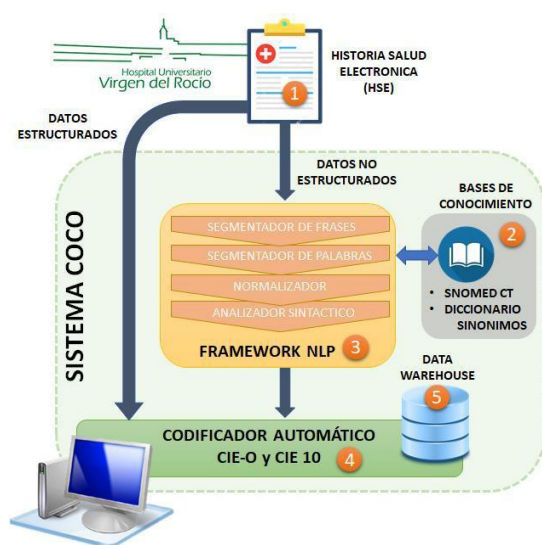 Hospital Universitario
Virgen del Rocío
HISTORIA SALUD
ELECTRONICA
(HSE)
1
DATOS
ESTRUCTURADOS
DATOS NO
ESTRUCTURADOS
SISTEMA COCO
BASES DE
CONOCIMIENTO
2
• SNOMED CT
• DICCIONARIO
SINONIMOS
SEGMENTADOR DE FRASES
SEGMENTADOR DE PALABRAS
NORMALIZADOR
ANALIZADOR SINTACTICO
FRAMEWORK NLP
3
DATA
WAREHOUSE
5
CODIFICADOR AUTOMÁTICO
CIE-O y CIE 10
4